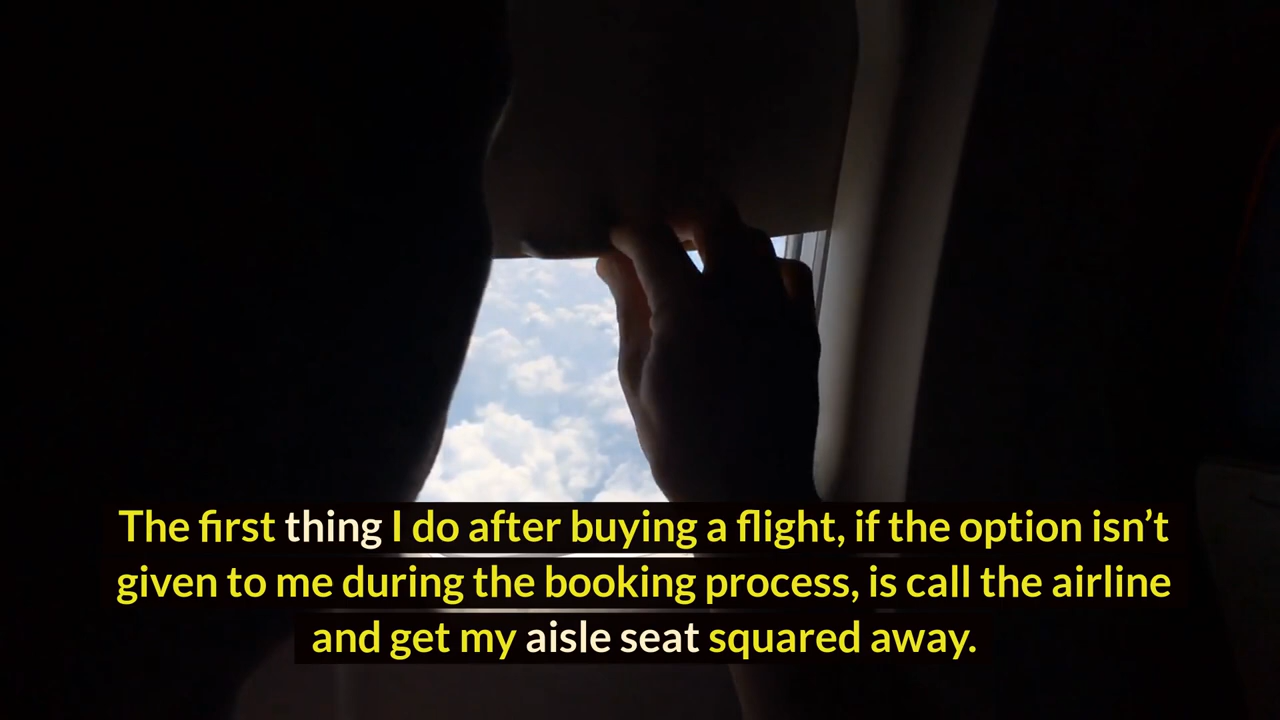 The first thing I do after buying a flight, if the option isn’t
given to me during the booking process, is call the airline
and get my aisle seat squared away.